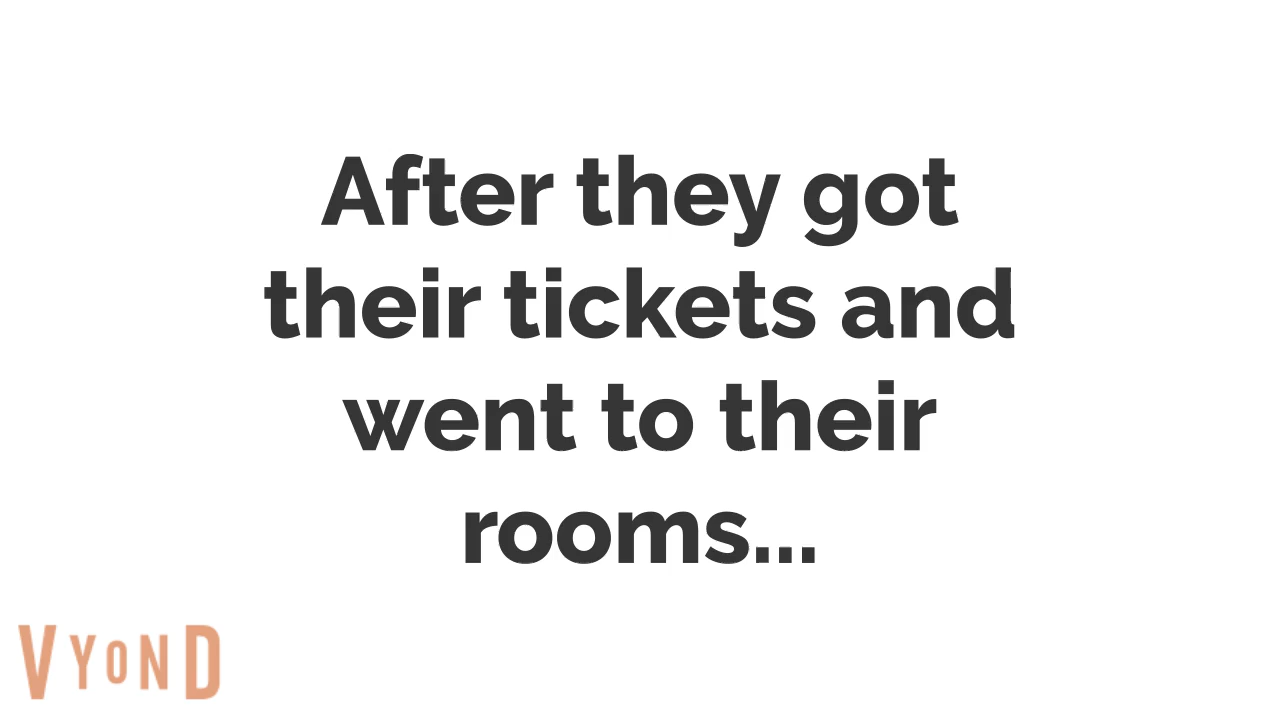 After they got
their tickets and
went to their
rooms...
VYOND